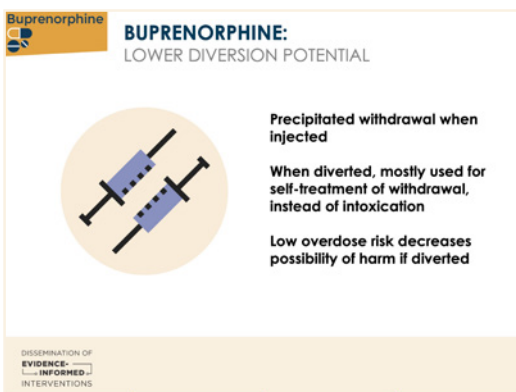 Buprenorphine
BUPRENORPHINE:
LOWER DIVERSION POTENTIAL
Precipitated withdrawal when
injected
When diverted, mostly used for
self-treatment of withdrawal,
instead of intoxication
Low overdose risk decreases
possibility of harm if diverted
DISSEMINATION OF
EVIDENCE-
INFORMED
INTERVENTIONS